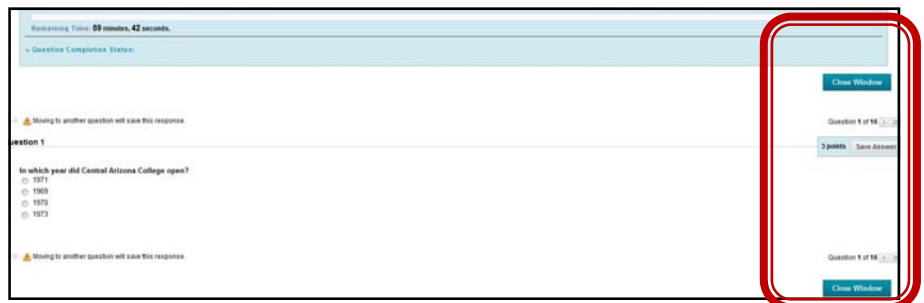 Remaining Time: 89 minutes, 42 seconds.
Question Completion Status:
Close Window
Moving to another question will save this response.
Question 1 of 16
uestion 1
3 points
Save Answer
In which year did Central Arizona College open?
1971
1969
1970
1973
Moving to another question will save this response.
Question 1 of 16
Close Window